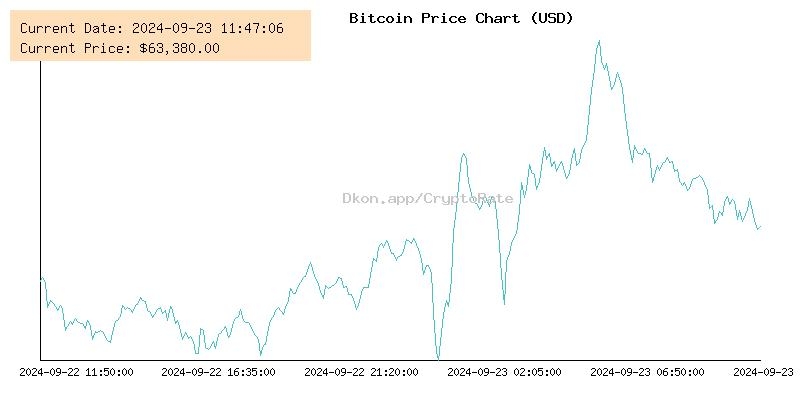 Bitcoin Price Chart (USD)
Current Date: 2024-09-23 11:47:06
Current Price: $63,380.00
Dkon.app/CryptoRate
2024-09-22 11:50:00 2024-09-22 16:35:00 2024-09-22 21:20:00 2024-09-23 02:05:00 2024-09-23 06:50:00 2024-09-23